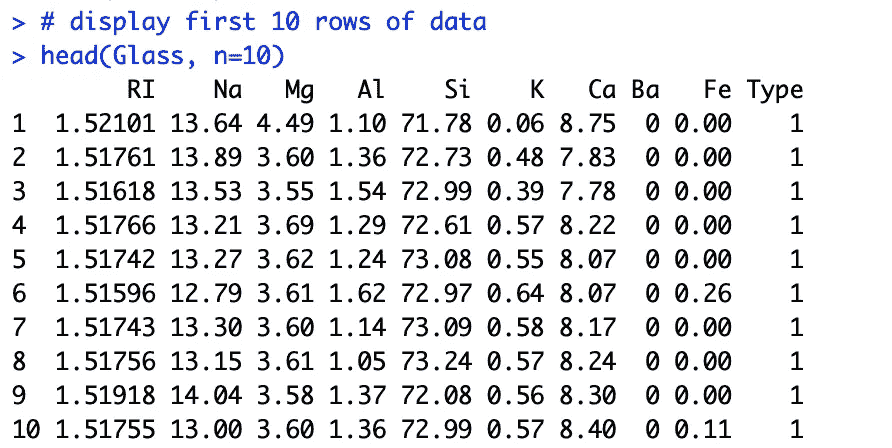 > # display first 10 rows of data
> head(Glass, n=10)
        RI    Na   Mg   Al    Si    K   Ca Ba   Fe Type
1  1.52101 13.64 4.49 1.10 71.78 0.06 8.75  0 0.00    1
2  1.51761 13.89 3.60 1.36 72.73 0.48 7.83  0 0.00    1
3  1.51618 13.53 3.55 1.54 72.99 0.39 7.78  0 0.00    1
4  1.51766 13.21 3.69 1.29 72.61 0.57 8.22  0 0.00    1
5  1.51742 13.27 3.62 1.24 73.08 0.55 8.07  0 0.00    1
6  1.51596 12.79 3.61 1.62 72.97 0.64 8.07  0 0.26    1
7  1.51743 13.30 3.60 1.14 73.09 0.58 8.17  0 0.00    1
8  1.51756 13.15 3.61 1.05 73.24 0.57 8.24  0 0.00    1
9  1.51918 14.04 3.58 1.37 72.08 0.56 8.30  0 0.00    1
10 1.51755 13.00 3.60 1.36 72.99 0.57 8.40  0 0.11    1